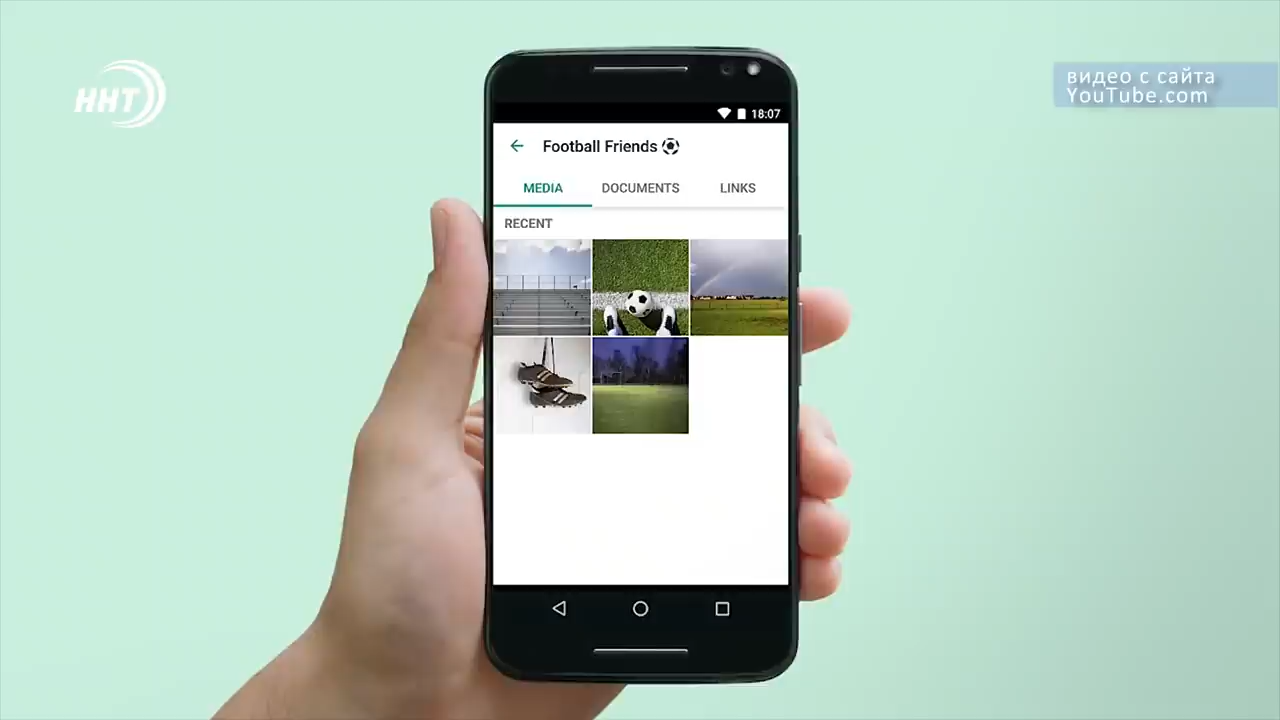 ННТ
видео с сайта
YouTube.com
18:07
Football Friends
MEDIA
DOCUMENTS
LINKS
RECENT